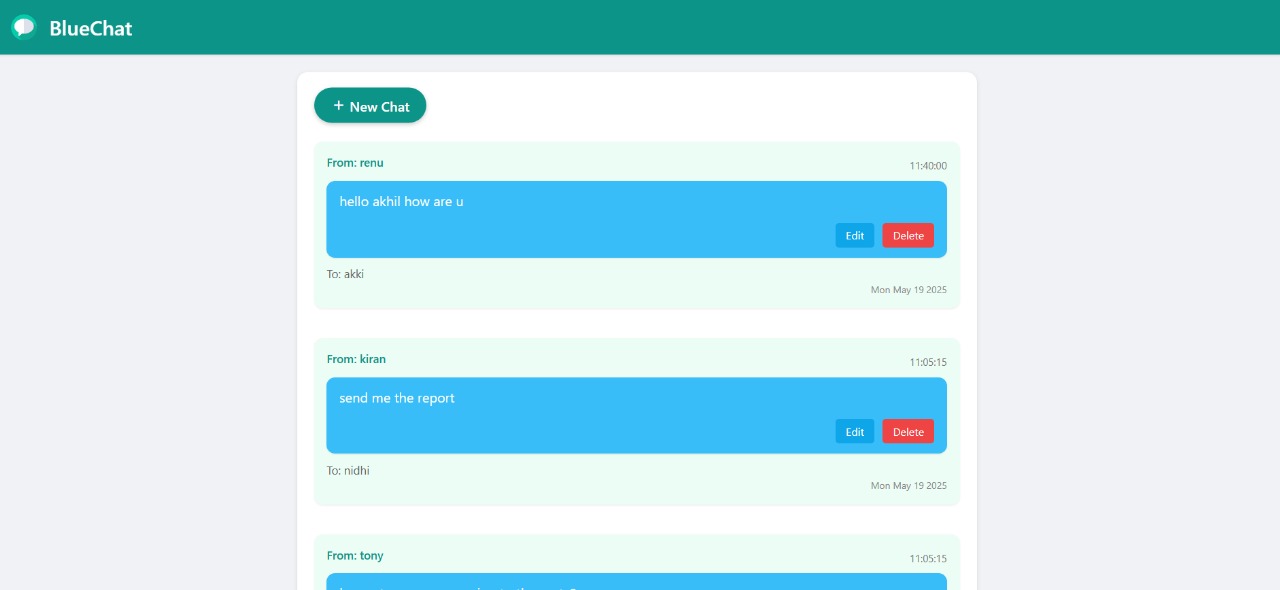 BlueChat
+ New Chat
From: renu
11:40:00
hello akhil how are u
Edit
Delete
To: akki
Mon May 19 2025
From: kiran
11:05:15
send me the report
Edit
Delete
To: nidhi
Mon May 19 2025
From: tony
11:05:15